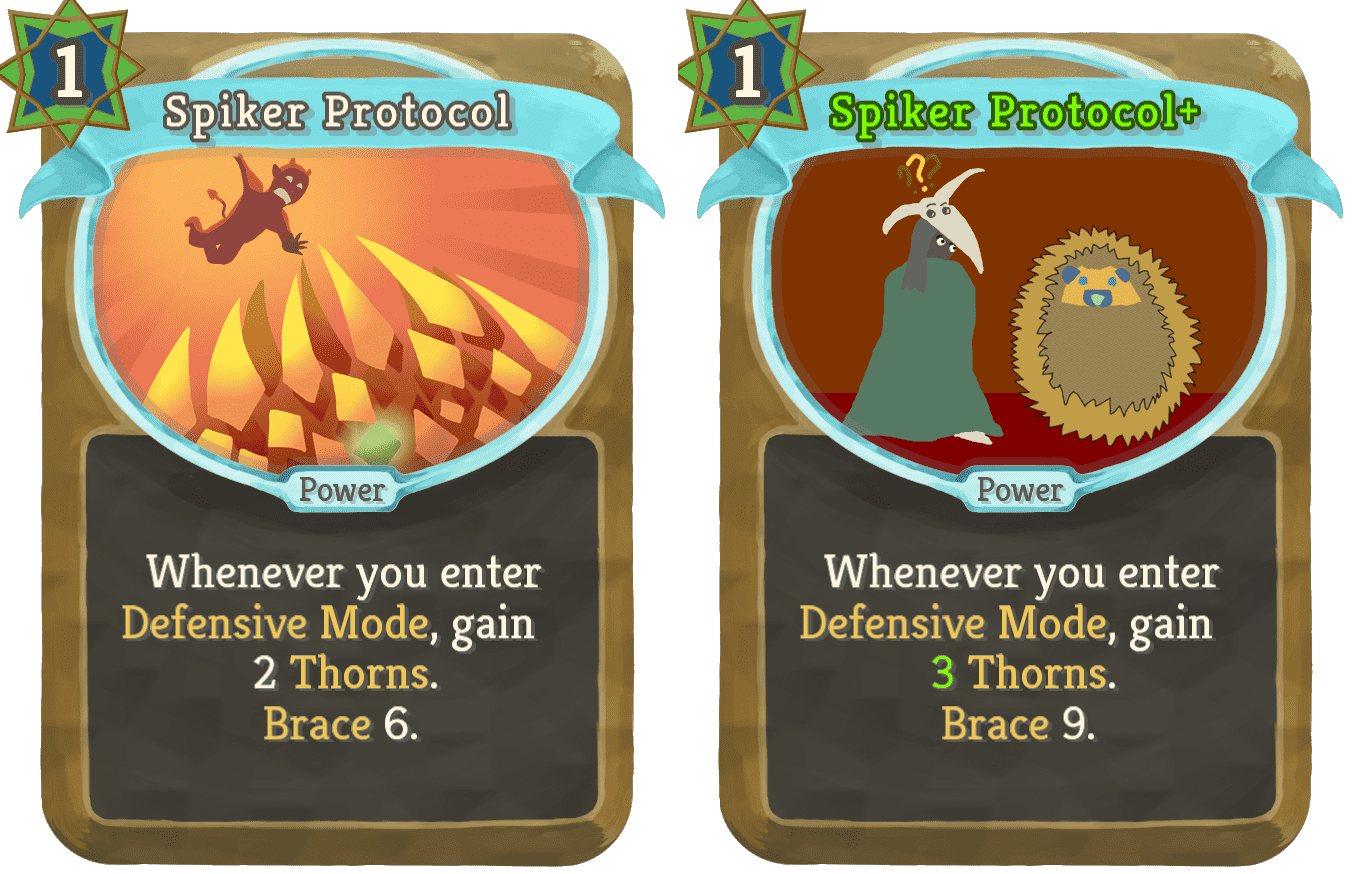 1
Spiker Protocol
Power
Whenever you enter
Defensive Mode, gain
2 Thorns.
Brace 6.
1
Spiker Protocol+
???
Power
Whenever you enter
Defensive Mode, gain
3 Thorns.
Brace 9.